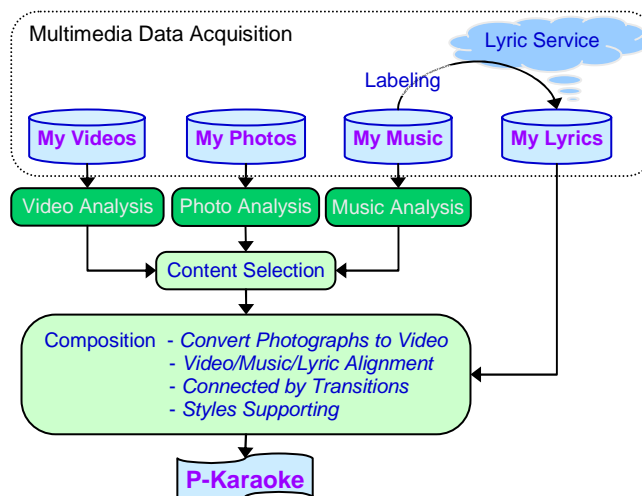 Multimedia Data Acquisition
Lyric Service
Labeling
My Videos
My Photos
My Music
My Lyrics
Video Analysis
Photo Analysis
Music Analysis
Content Selection
Composition - Convert Photographs to Video
- Video/Music/Lyric Alignment
- Connected by Transitions
- Styles Supporting
P-Karaoke